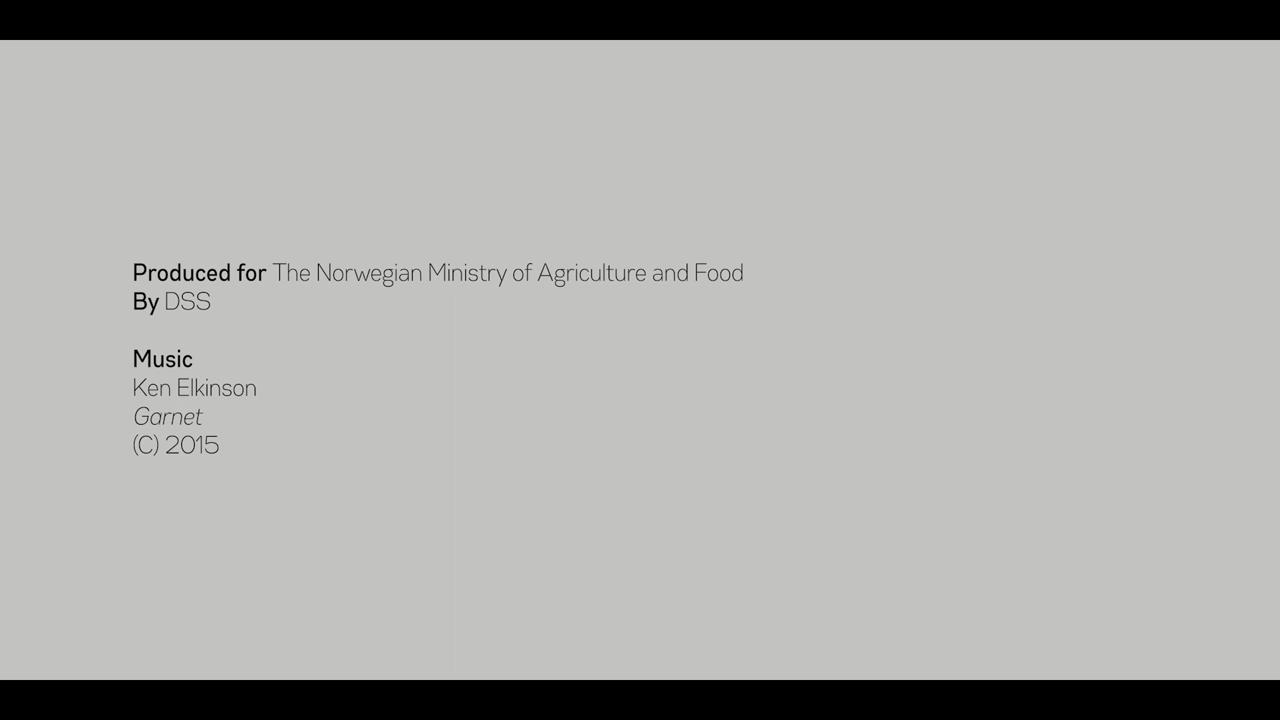 Produced for The Norwegian Ministry of Agriculture and Food
By DSS
Music
Ken Elkinson
Garnet
(C) 2015